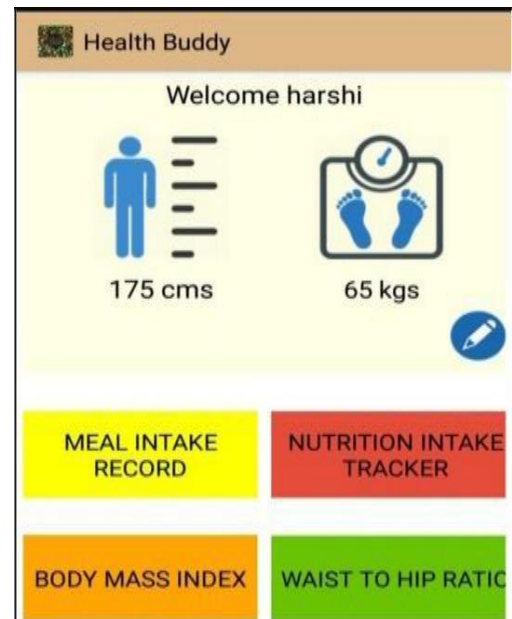 Health Buddy
Welcome harshi
175 cms
65 kgs
MEAL INTAKE
RECORD
NUTRITION INTAKE
TRACKER
BODY MASS INDEX
WAIST TO HIP RATIO